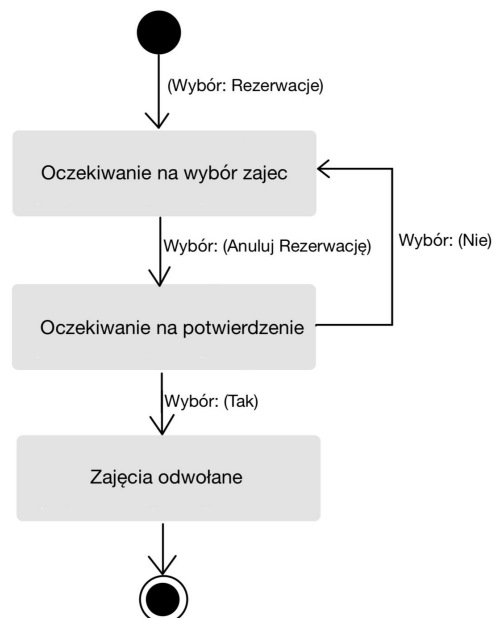 (Wybór: Rezerwacje)
Oczekiwanie na wybór zajec
Wybór: (Anuluj Rezerwację)
Wybór: (Nie)
Oczekiwanie na potwierdzenie
Wybór: (Tak)
Zajęcia odwołane